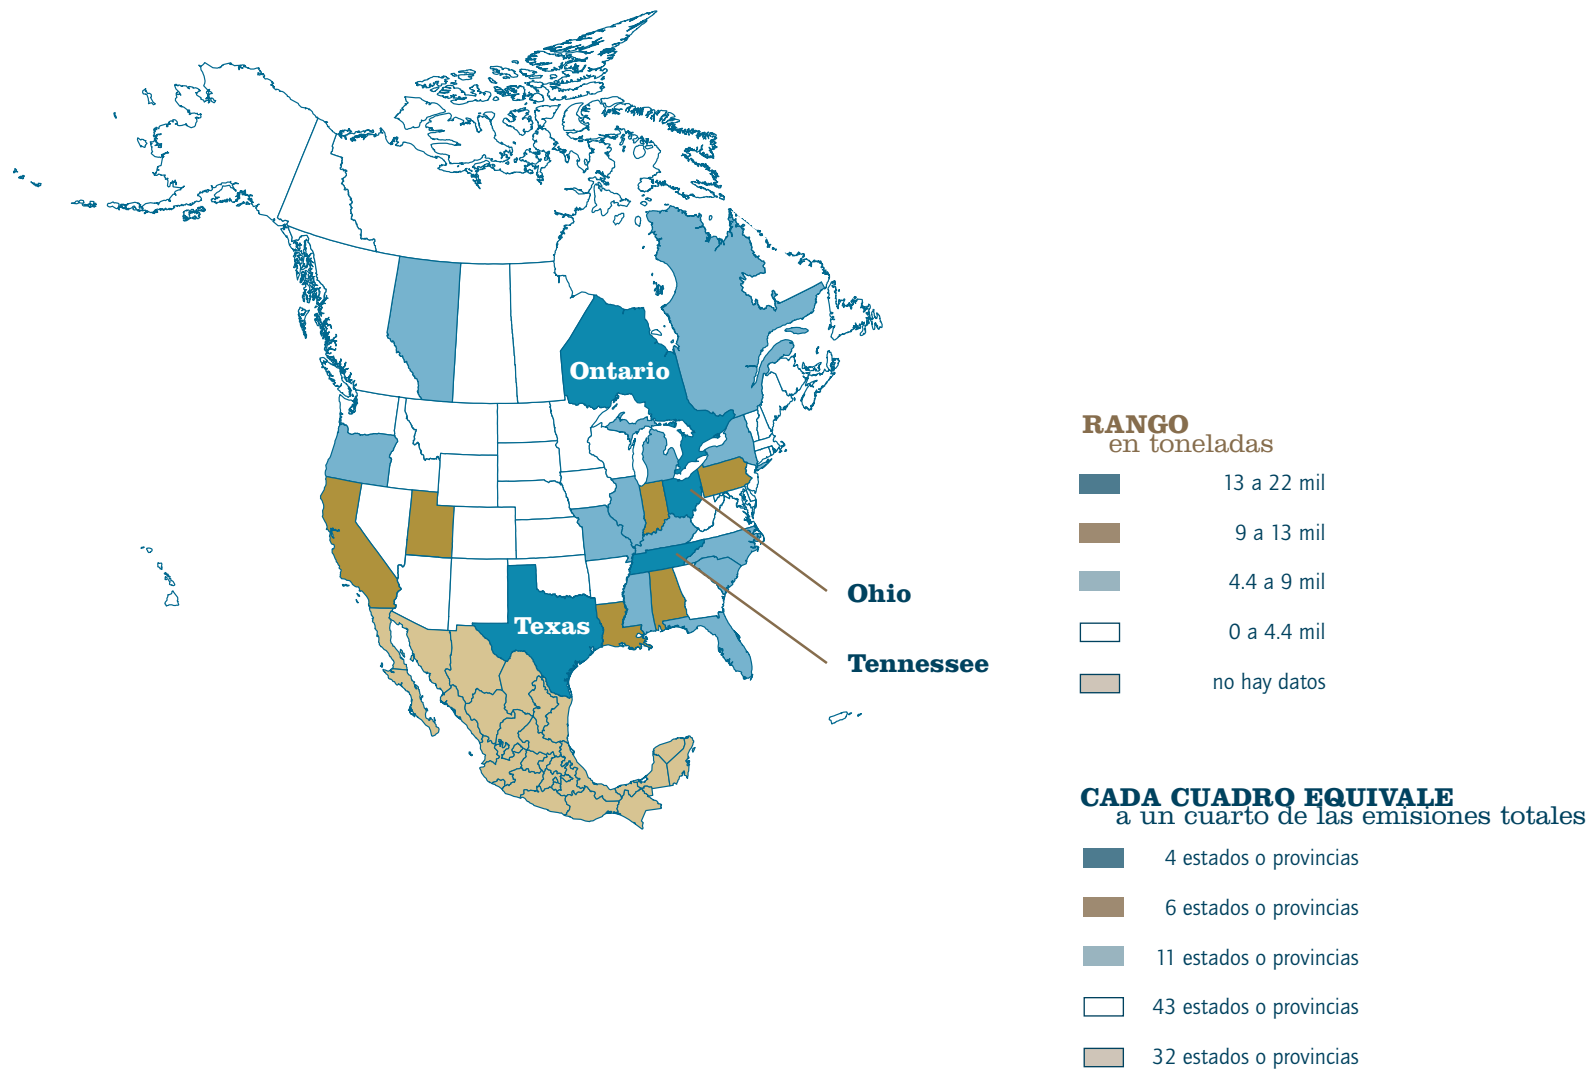 Ontario
Texas
Ohio
Tennessee
RANGO
en toneladas
13 a 22 mil
9 a 13 mil
4.4 a 9 mil
0 a 4.4 mil
no hay datos
CADA CUADRO EQUIVALE
a un cuarto de las emisiones totales
4 estados o provincias
6 estados o provincias
11 estados o provincias
43 estados o provincias
32 estados o provincias